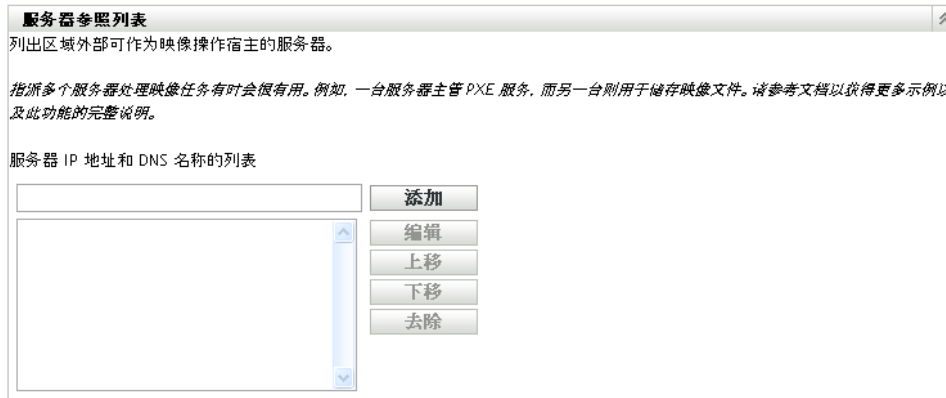 服务器参照列表
列出区域外部可作为映像操作宿主的服务器。
指派多个服务器处理映像任务有时会很有用。例如，一台服务器主管 PXE 服务，而另一台则用于储存映像文件。请参考文档以获得更多示例以
及此功能的完整说明。
服务器 IP 地址和 DNS 名称的列表
添加
编辑
上移
下移
去除